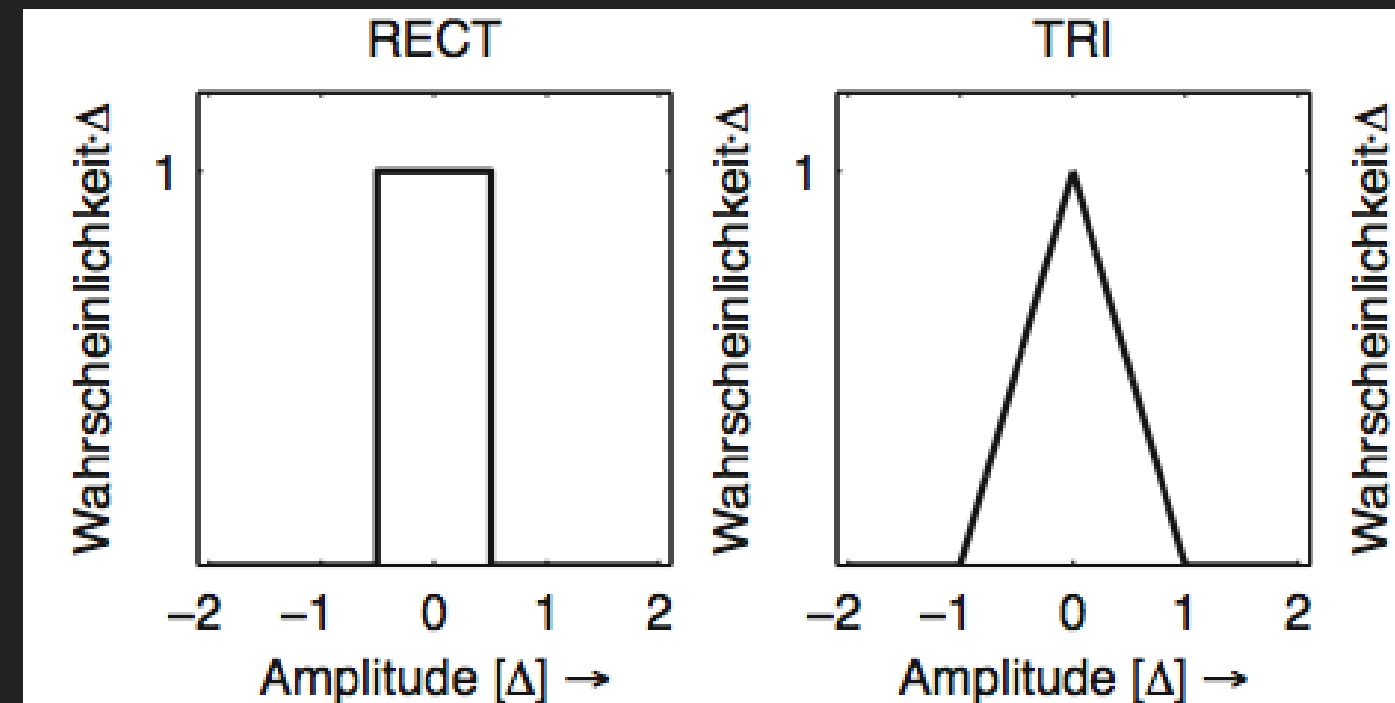 RECT
Wahrscheinlichkeit·Δ
1
−2 −1 0 1 2
Amplitude [Δ] →
TRI
Wahrscheinlichkeit·Δ
1
−2 −1 0 1 2
Amplitude [Δ] →
Wahrscheinlichkeit·Δ